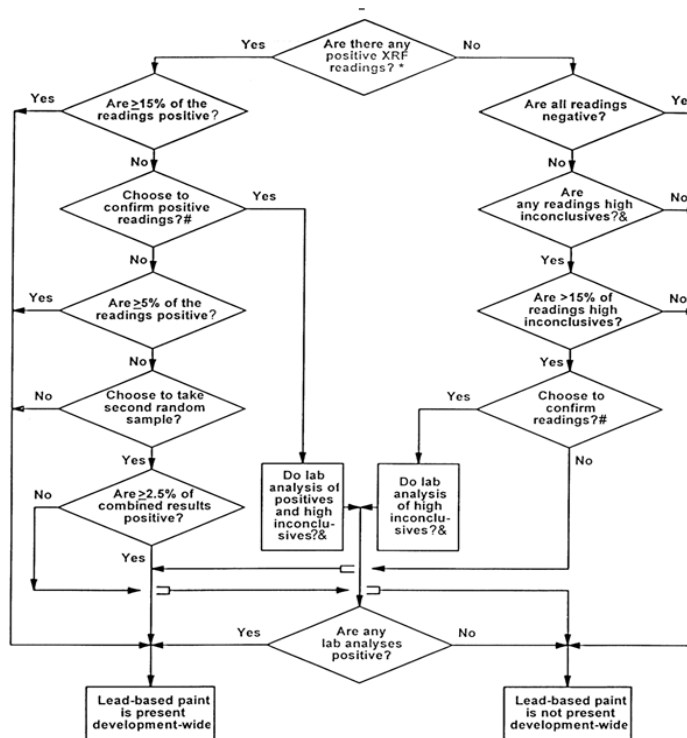 Are there any
positive XRF
readings? *
Yes
No
Are ≥15% of the
readings positive?
Yes
No
Are all readings
negative?
Yes
No
Choose to
confirm positive
readings?#
Yes
No
Are
any readings high
inconclusives?&
No
Yes
Are ≥5% of the
readings positive?
Yes
No
Are >15% of
readings high
inconclusives?
No
Yes
Choose to take
second random
sample?
No
Yes
Choose to
confirm
readings?#
Yes
No
Are ≥2.5% of
combined results
positive?
No
Yes
Do lab
analysis of
positives
and high
inconclu-
sives?&
Do lab
analysis
of high
inconclu-
sives?&
Are any
lab analyses
positive?
Yes
No
Lead-based paint
is present
development-wide
Lead-based paint
is not present
development-wide